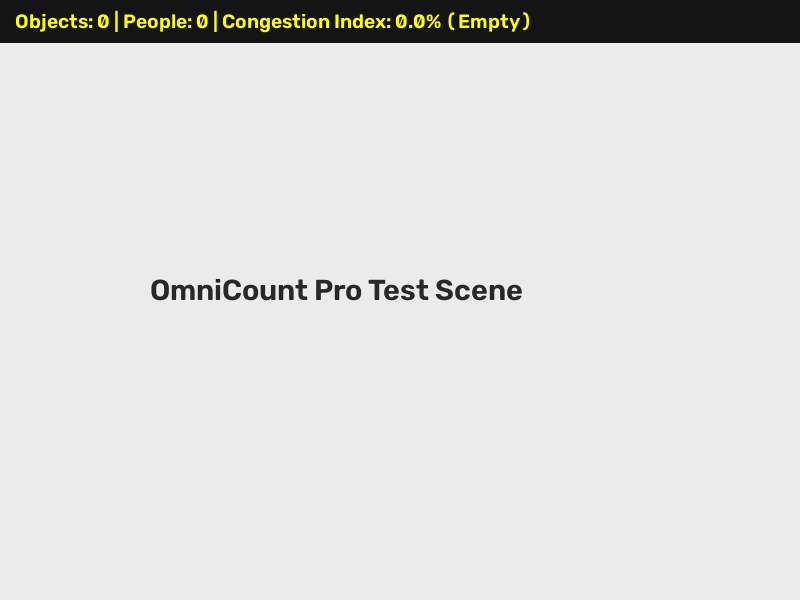 Objects: 0 | People: 0 | Congestion Index: 0.0% (Empty)
OmniCount Pro Test Scene